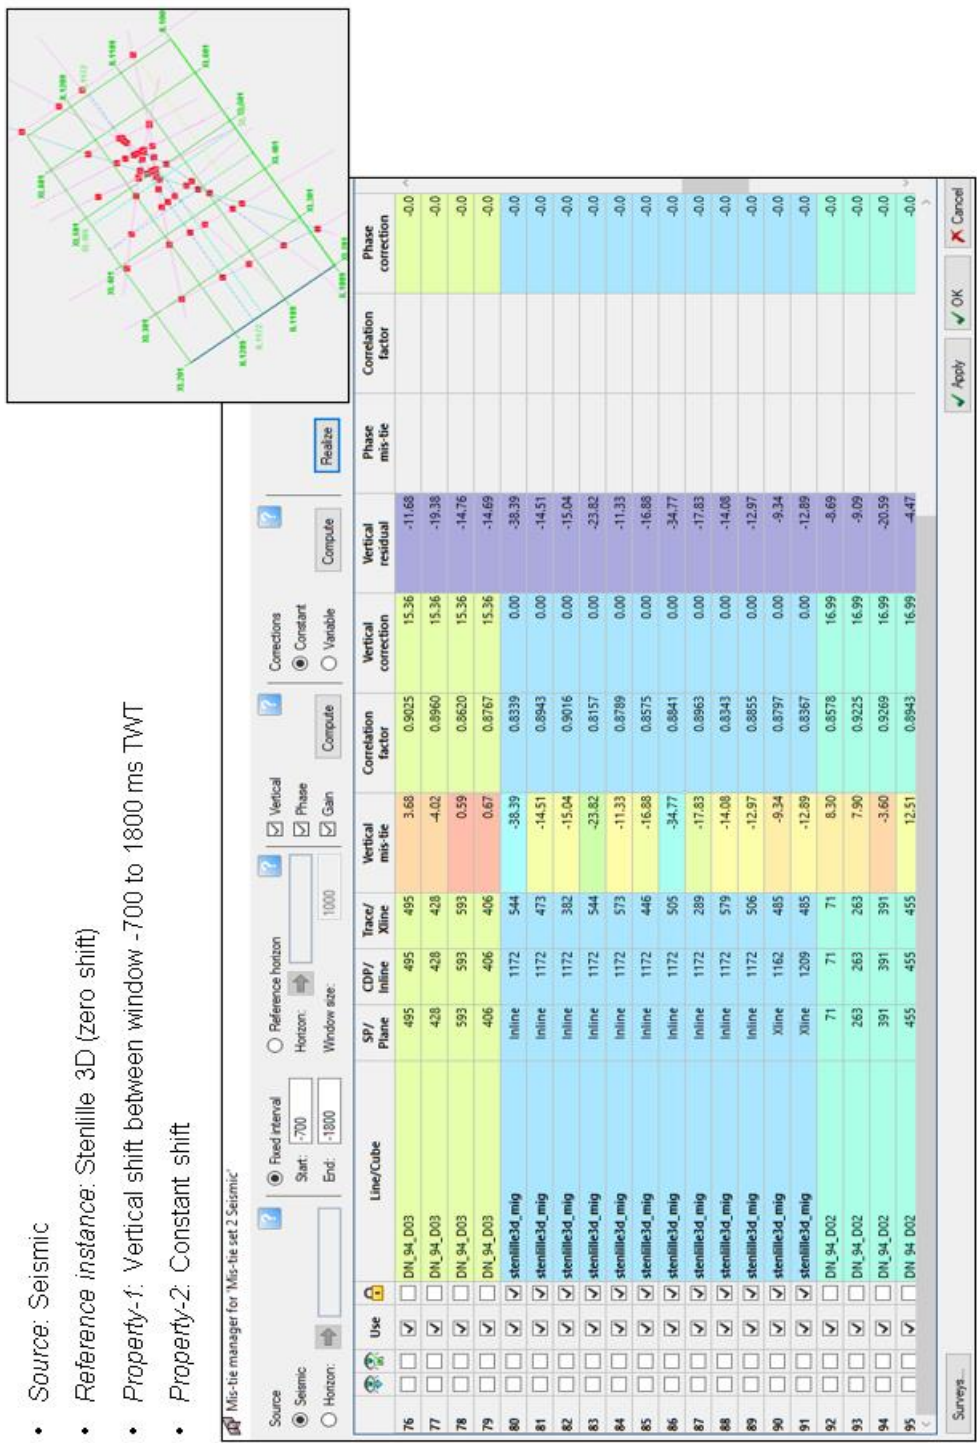 • Source: Seismic
• Reference instance: Stenlille 3D (zero shift)
• Property-1: Vertical shift between window -700 to 1800 ms TWT
• Property-2: Constant shift
Mis-tie manager for 'Mis-tie set 2 Seismic'
Source
Seismic
Horizon:
Fixed interval
Start: -700
End: -1800
Reference horizon
Horizon:
Window size: 1000
Vertical
Phase
Gain
Compute
Corrections
Constant
Variable
Compute
Realize
Use Line/Cube SP/Plane CDP/Inline Trace/Xline Vertical mis-tie Correlation factor Vertical correction Vertical residual Phase mis-tie Correlation factor Phase correction
76 DN_94_D03 495 495 495 3.68 0.9025 15.36 -11.68 -0.0
77 DN_94_D03 428 428 428 -4.02 0.8960 15.36 -19.38 -0.0
78 DN_94_D03 593 593 593 0.59 0.8620 15.36 -14.76 -0.0
79 DN_94_D03 406 406 406 0.67 0.8767 15.36 -14.69 -0.0
80 stenlille3d_mig Inline 1172 544 -38.39 0.8339 0.00 -38.39 -0.0
81 stenlille3d_mig Inline 1172 473 -14.51 0.8943 0.00 -14.51 -0.0
82 stenlille3d_mig Inline 1172 382 -15.04 0.9016 0.00 -15.04 -0.0
83 stenlille3d_mig Inline 1172 544 -23.82 0.8157 0.00 -23.82 -0.0
84 stenlille3d_mig Inline 1172 573 -11.33 0.8789 0.00 -11.33 -0.0
85 stenlille3d_mig Inline 1172 446 -16.88 0.8575 0.00 -16.88 -0.0
86 stenlille3d_mig Inline 1172 505 -34.77 0.8841 0.00 -34.77 -0.0
87 stenlille3d_mig Inline 1172 289 -17.83 0.8963 0.00 -17.83 -0.0
88 stenlille3d_mig Inline 1172 579 -14.08 0.8343 0.00 -14.08 -0.0
89 stenlille3d_mig Inline 1172 506 -12.97 0.8855 0.00 -12.97 -0.0
90 stenlille3d_mig Xline 1162 485 -9.34 0.8797 0.00 -9.34 -0.0
91 stenlille3d_mig Xline 1209 485 -12.89 0.8367 0.00 -12.89 -0.0
92 DN_94_D02 71 71 71 8.30 0.8578 16.99 -8.69 -0.0
93 DN_94_D02 263 263 263 7.90 0.9225 16.99 -9.09 -0.0
94 DN_94_D02 391 391 391 -3.60 0.9269 16.99 -20.59 -0.0
95 DN_94_D02 455 455 455 12.51 0.8943 16.99 -4.47 -0.0
Surveys...
Apply
OK
Cancel